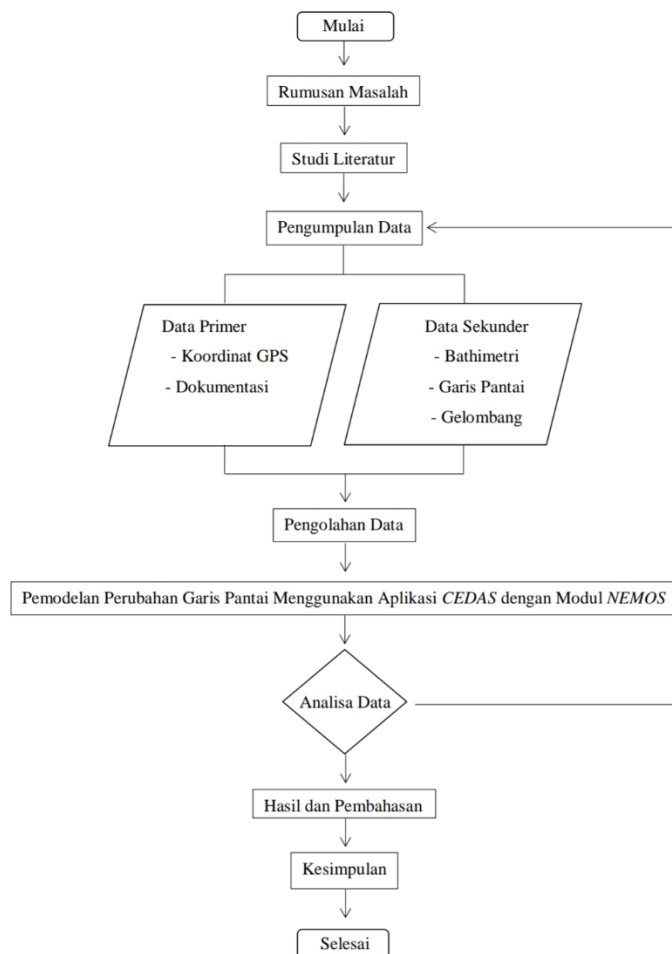 Mulai
Rumusan Masalah
Studi Literatur
Pengumpulan Data
Data Primer
- Koordinat GPS
- Dokumentasi
Data Sekunder
- Bathimetri
- Garis Pantai
- Gelombang
Pengolahan Data
Pemodelan Perubahan Garis Pantai Menggunakan Aplikasi CEDAS dengan Modul NEMOS
Analisa Data
Hasil dan Pembahasan
Kesimpulan
Selesai